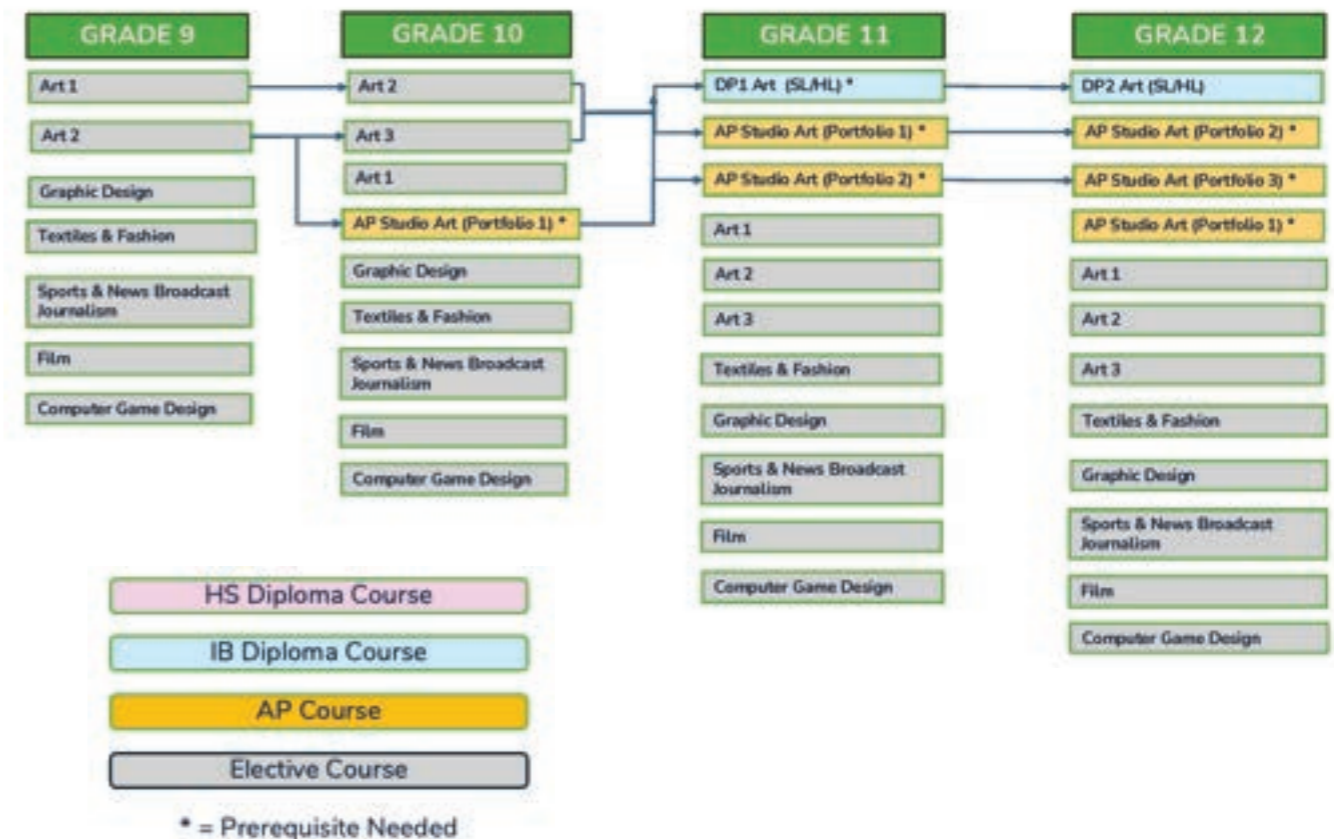 GRADE 9
Art 1
Art 2
Graphic Design
Textiles & Fashion
Sports & News Broadcast
Journalism
Film
Computer Game Design
GRADE 10
Art 2
Art 3
Art 1
AP Studio Art (Portfolio 1) *
Graphic Design
Textiles & Fashion
Sports & News Broadcast
Journalism
Film
Computer Game Design
GRADE 11
DP1 Art (SL/HL) *
AP Studio Art (Portfolio 1) *
AP Studio Art (Portfolio 2) *
Art 1
Art 2
Art 3
Textiles & Fashion
Graphic Design
Sports & News Broadcast
Journalism
Film
Computer Game Design
GRADE 12
DP2 Art (SL/HL)
AP Studio Art (Portfolio 2) *
AP Studio Art (Portfolio 3) *
AP Studio Art (Portfolio 1) *
Art 1
Art 2
Art 3
Textiles & Fashion
Graphic Design
Sports & News Broadcast
Journalism
Film
Computer Game Design
HS Diploma Course
IB Diploma Course
AP Course
Elective Course
* = Prerequisite Needed